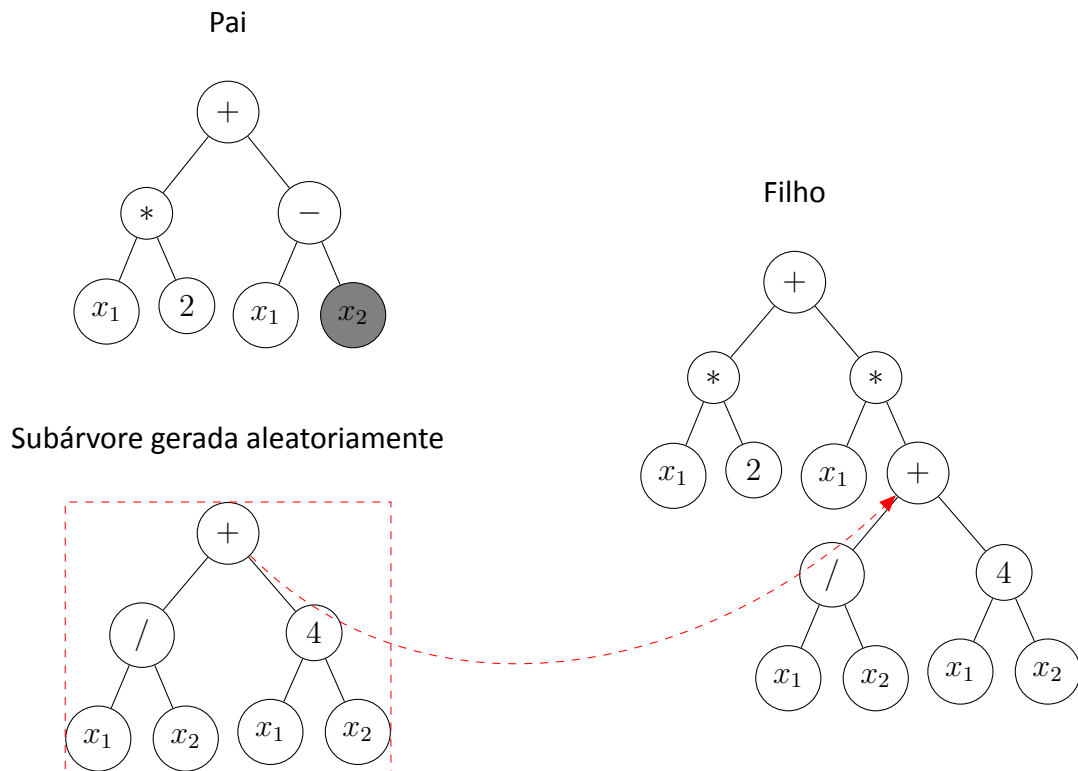 Pai
+
* −
x₁ 2 x₁ x₂
Subárvore gerada aleatoriamente
+
/ 4
x₁ x₂ x₁ x₂
Filho
+
* *
x₁ 2 x₁ +
/ 4
x₁ x₂ x₁ x₂